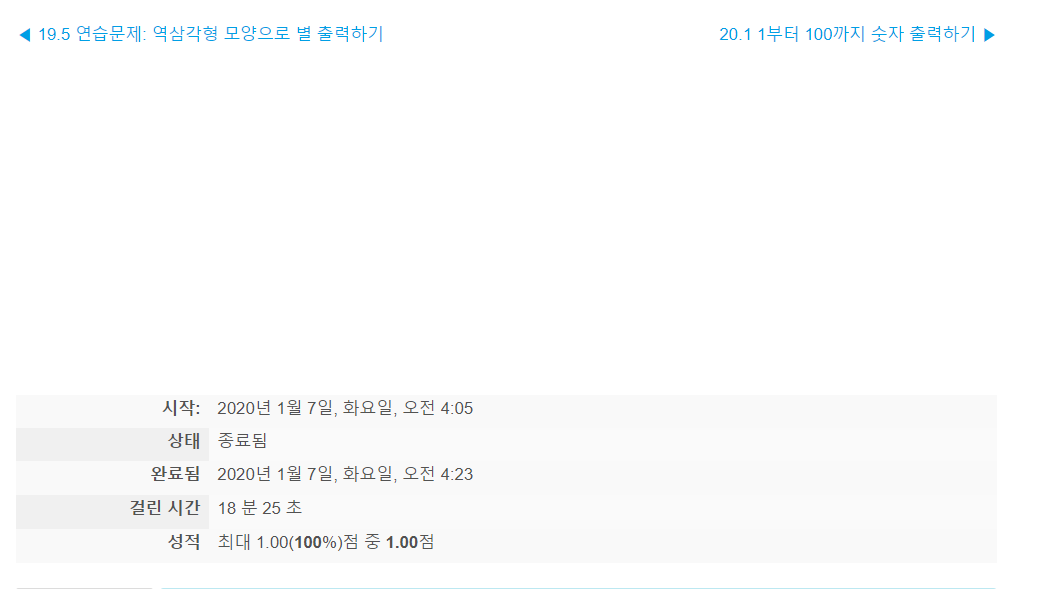 ◀ 19.5 연습문제: 역삼각형 모양으로 별 출력하기
20.1 1부터 100까지 숫자 출력하기 ▶
시작: 2020년 1월 7일, 화요일, 오전 4:05
상태 종료됨
완료됨 2020년 1월 7일, 화요일, 오전 4:23
걸린 시간 18 분 25 초
성적 최대 1.00(100%)점 중 1.00점